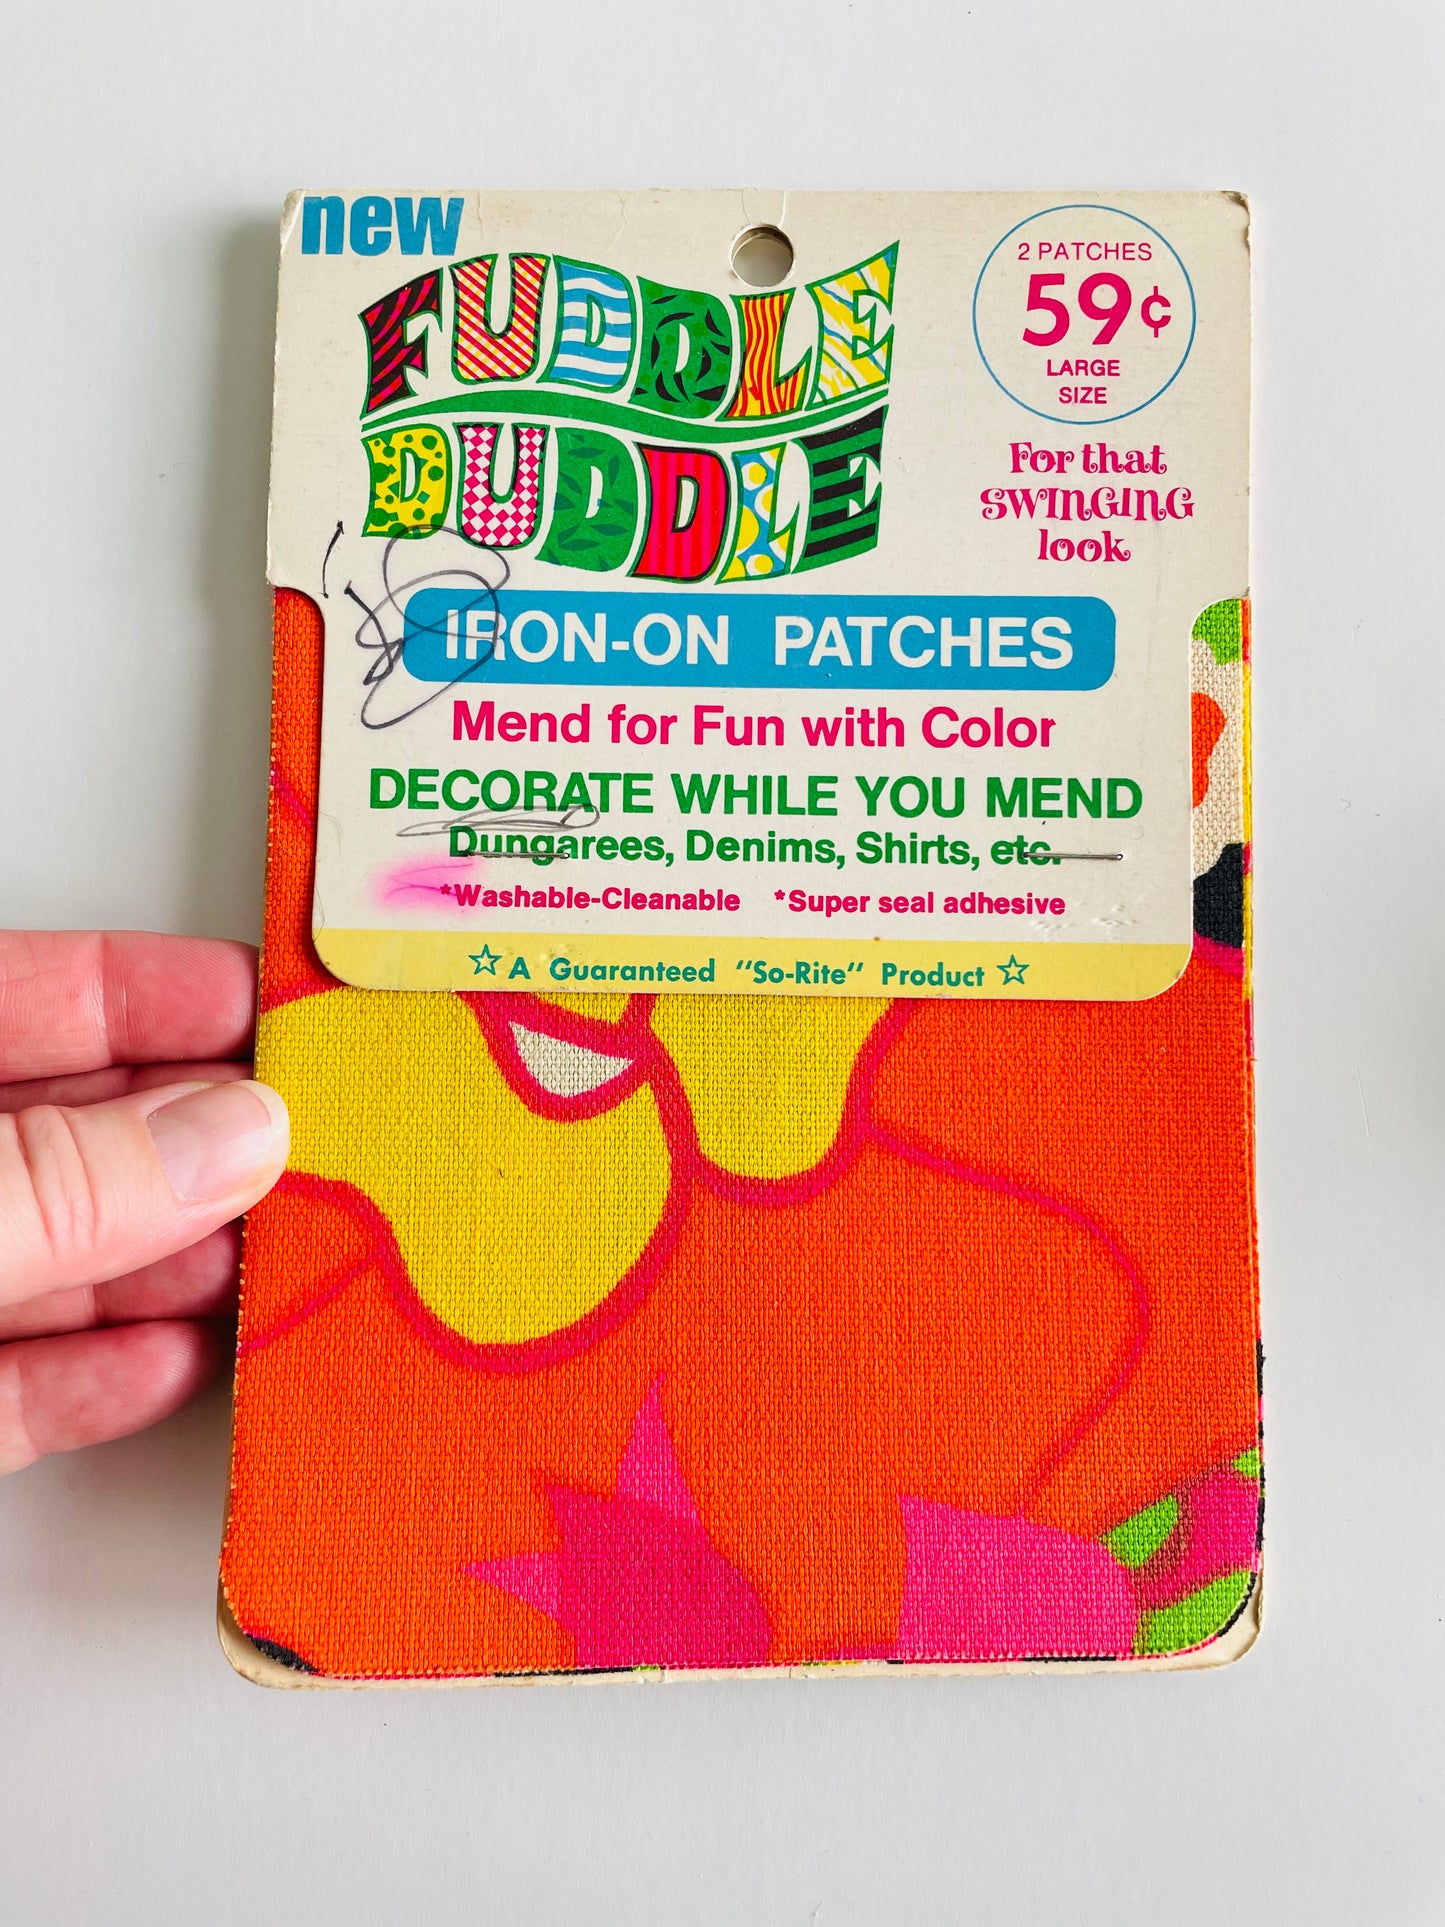 new
FUDDLE
DUDDLE
2 PATCHES
59¢
LARGE
SIZE
For that
SWINGING
look
IRON-ON PATCHES
Mend for Fun with Color
DECORATE WHILE YOU MEND
Dungarees, Denims, Shirts, etc.
*Washable-Cleanable *Super seal adhesive
☆ A Guaranteed "So-Rite" Product ☆